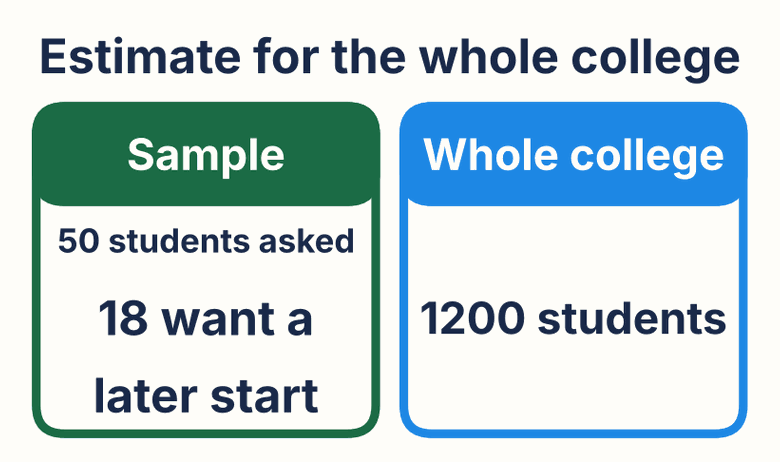 Estimate for the whole college
Sample
50 students asked
18 want a
later start
Whole college
1200 students